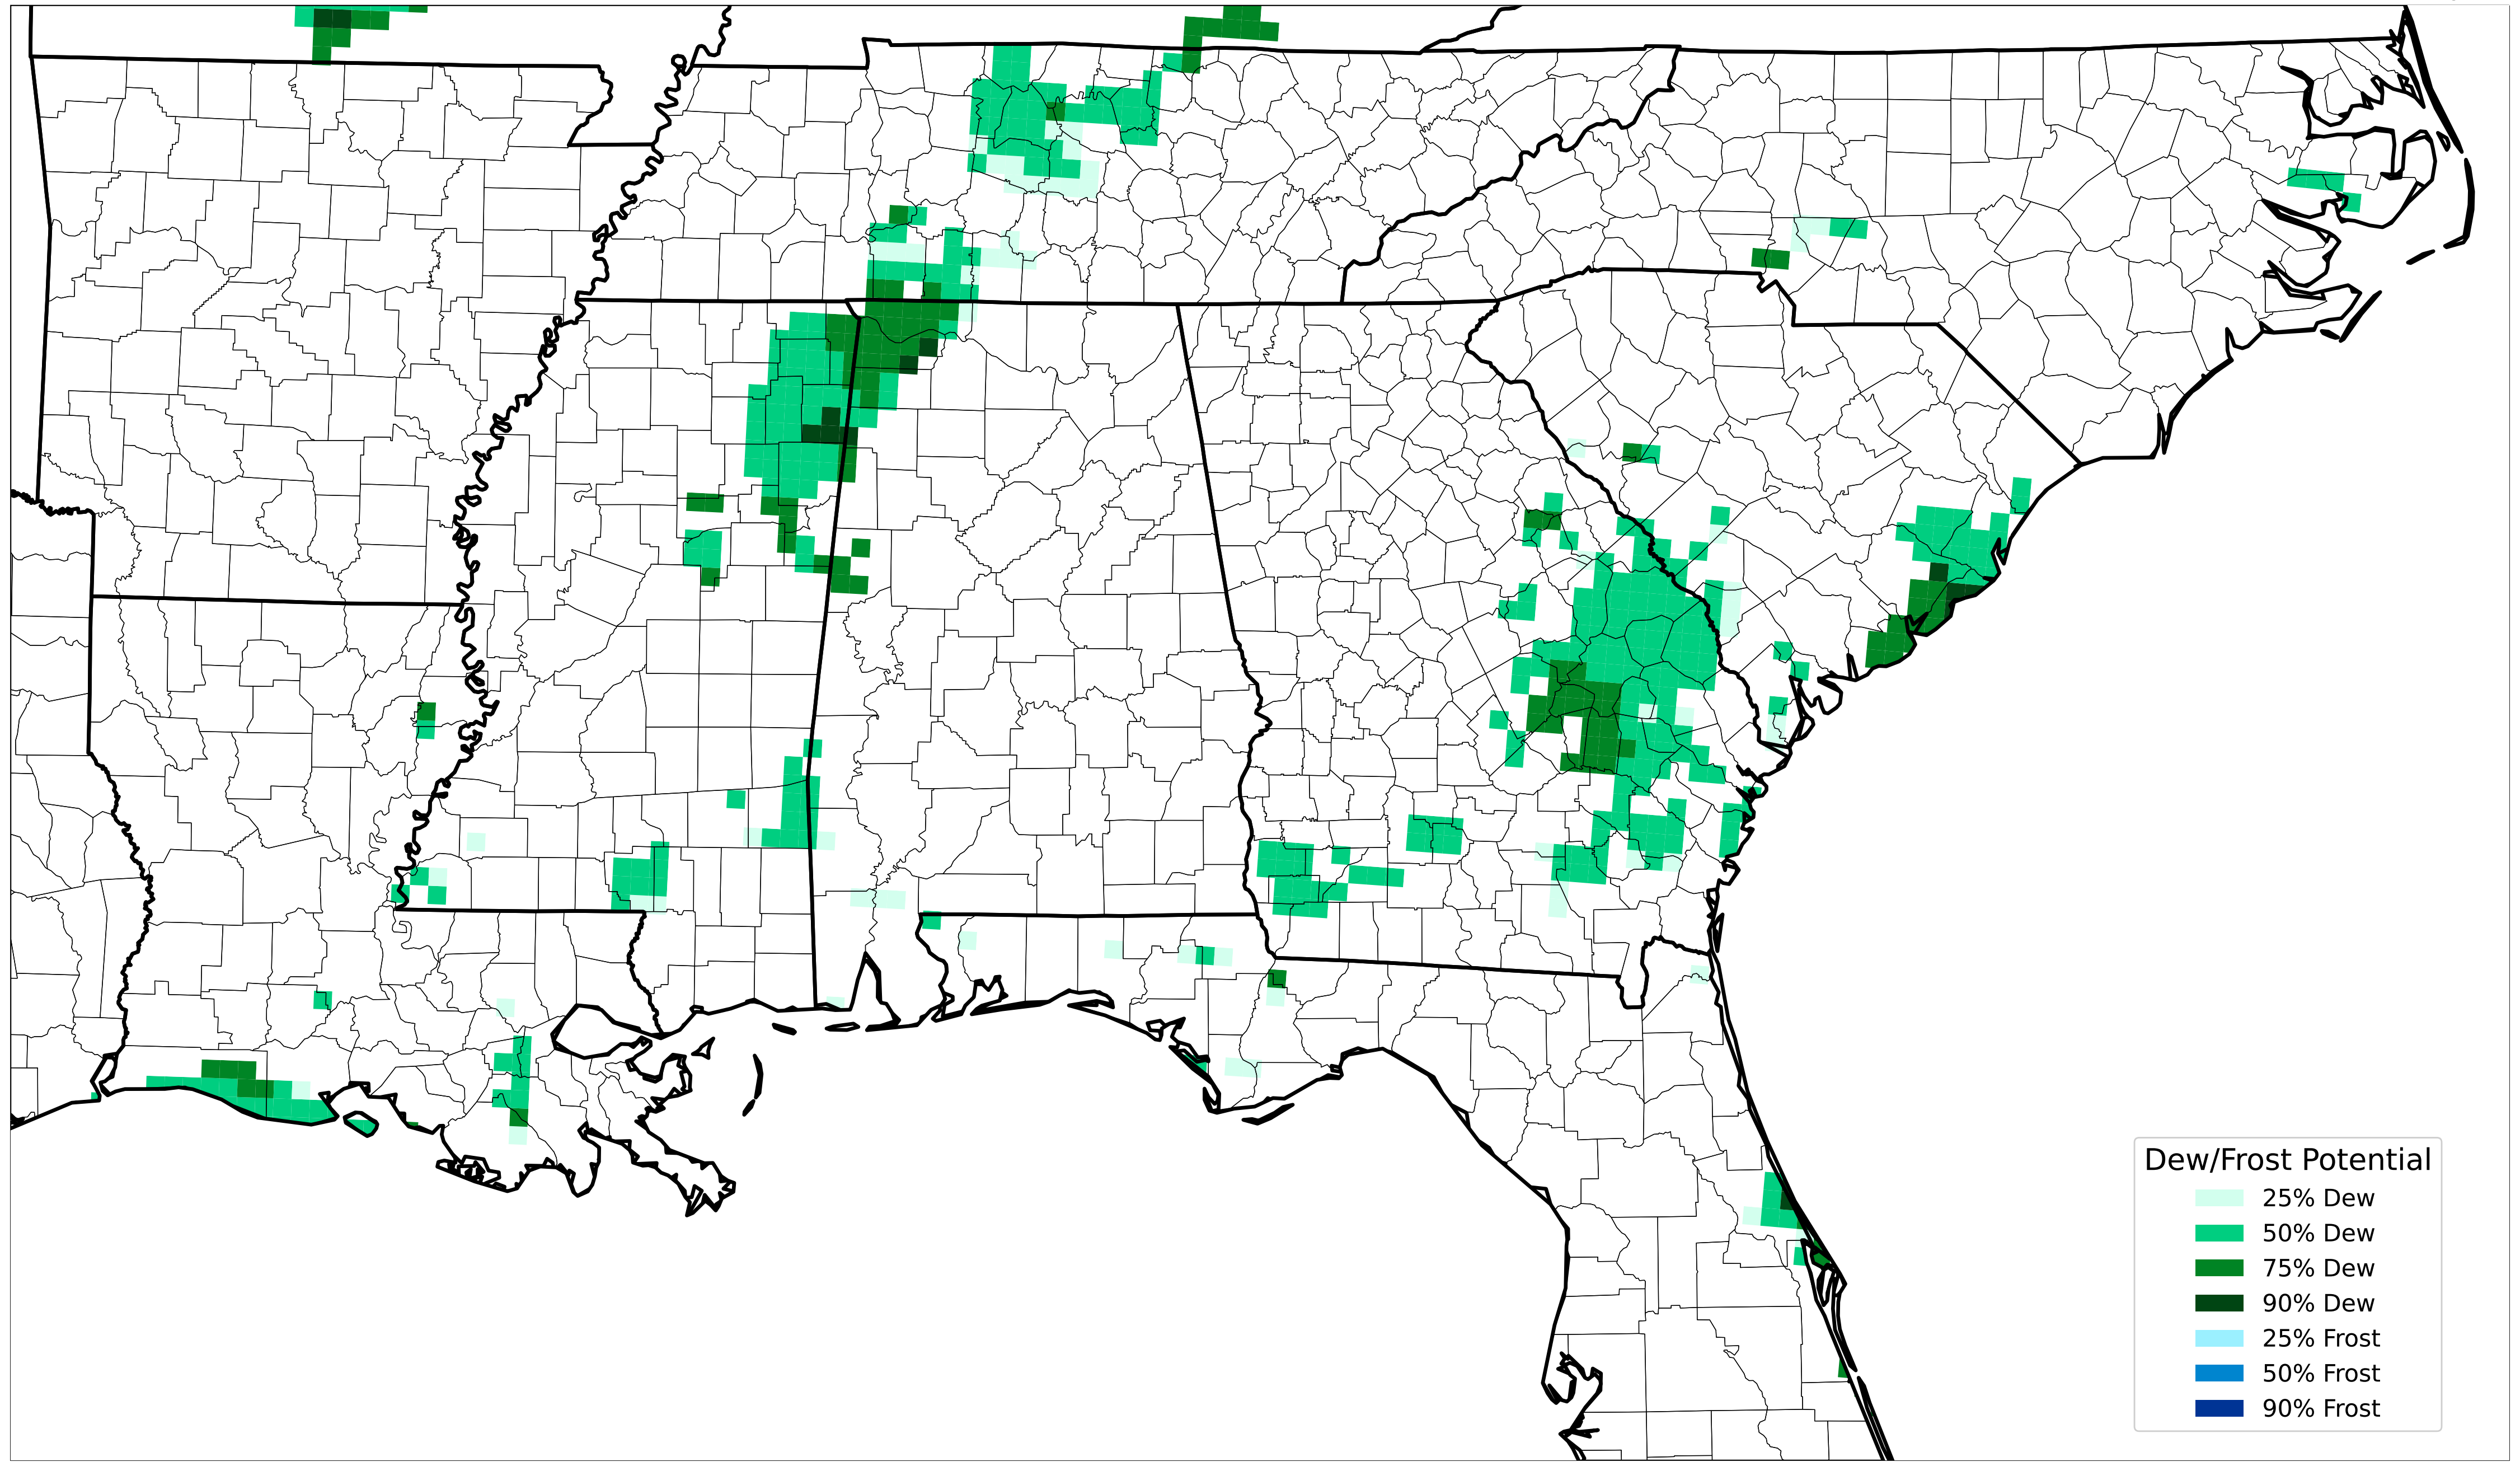 Dew/Frost Potential
25% Dew
50% Dew
75% Dew
90% Dew
25% Frost
50% Frost
90% Frost